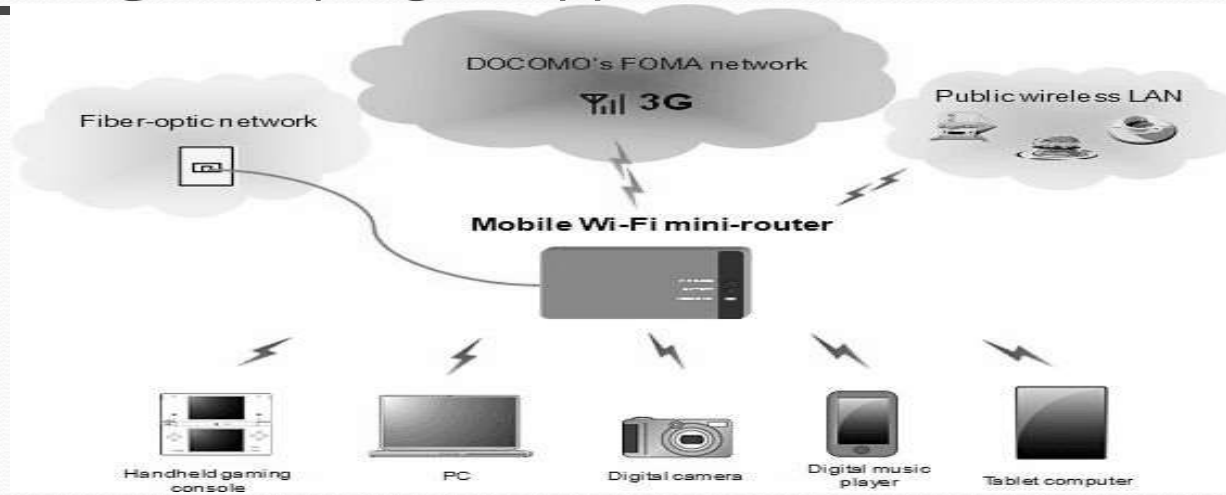 DOCOMO's FOMA network
3G
Fiber-optic network
Public wireless LAN
Mobile Wi-Fi mini-router
Handheld gaming
console
PC
Digital camera
Digital music
player
Tablet computer